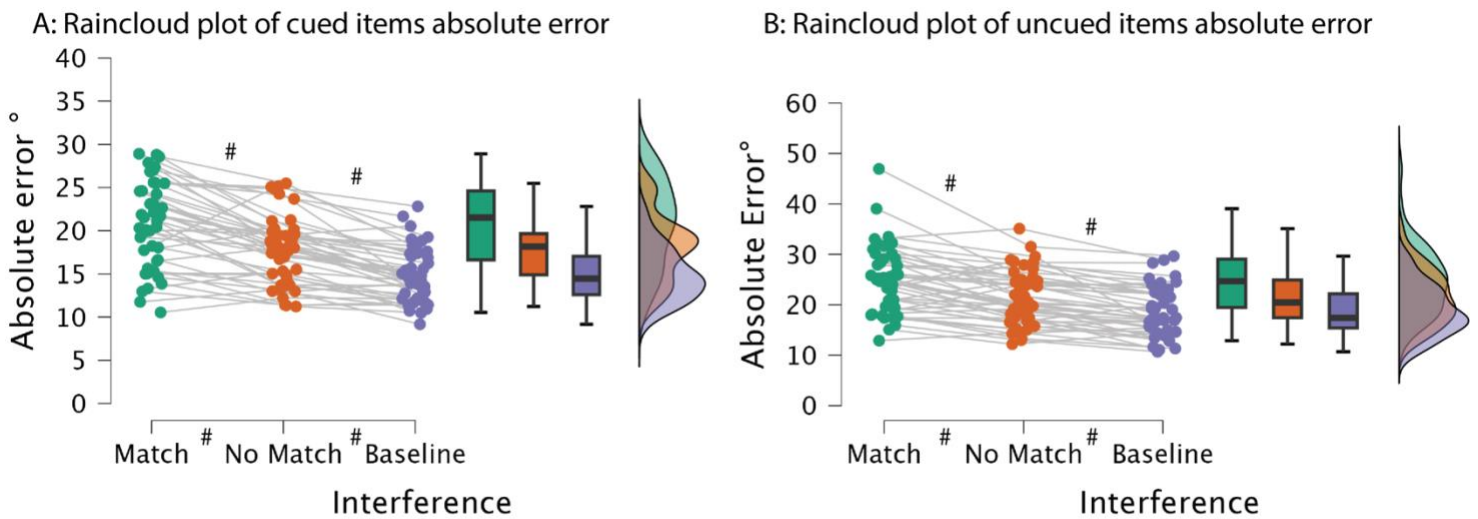 A: Raincloud plot of cued items absolute error
40
35
30
25
20
15
10
5
0
Absolute error °
#
#
Match # No Match # Baseline
Interference
B: Raincloud plot of uncued items absolute error
60
50
40
30
20
10
0
Absolute Error°
#
#
Match # No Match # Baseline
Interference